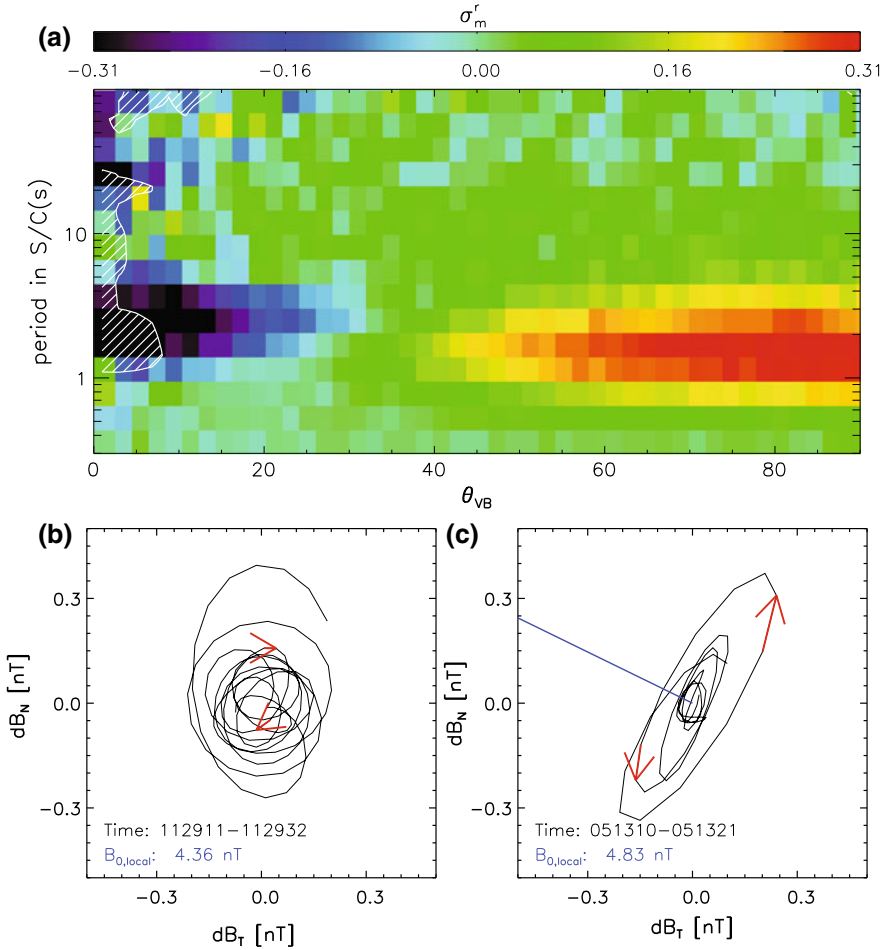 σ_m^r
(a)
−0.31 −0.16 0.00 0.16 0.31
period in S/C(s)
10
1
0 20 40 60 80
θ_VB
(b)
dB_N [nT]
0.3
0.0
−0.3
Time: 112911−112932
B_0,local: 4.36 nT
−0.3 0.0 0.3
dB_T [nT]
(c)
dB_N [nT]
0.3
0.0
−0.3
Time: 051310−051321
B_0,local: 4.83 nT
−0.3 0.0 0.3
dB_T [nT]